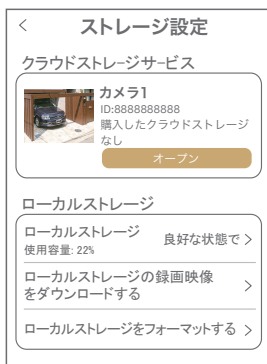 ストレージ設定
クラウドストレージサービス
カメラ1
ID:8888888888
購入したクラウドストレージ
なし
オープン
ローカルストレージ
ローカルストレージ
良好な状態で
使用容量: 22%
ローカルストレージの録画映像
をダウンロードする
ローカルストレージをフォーマットする